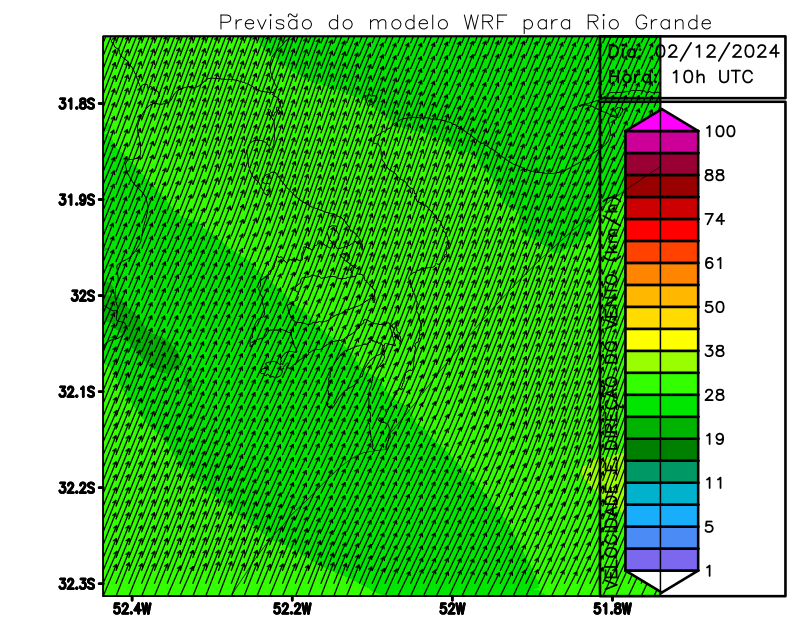 Previsão do modelo WRF para Rio Grande
Dia: 02/12/2024
Hora: 10h UTC
31.8S
31.9S
32S
32.1S
32.2S
32.3S
52.4W
52.2W
52W
51.8W
VELOCIDADE E DIREÇÃO DO VENTO (km/h)
100
88
74
61
50
38
28
19
11
5
1